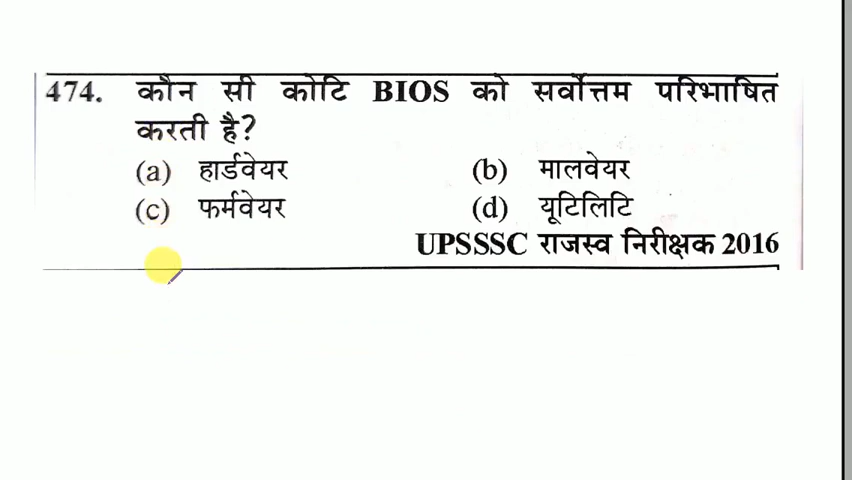 474. कौन सी कोटि BIOS को सर्वोत्तम परिभाषित
करती है?
(a) हार्डवेयर (b) मालवेयर
(c) फर्मवेयर (d) यूटिलिटि
UPSSSC राजस्व निरीक्षक 2016